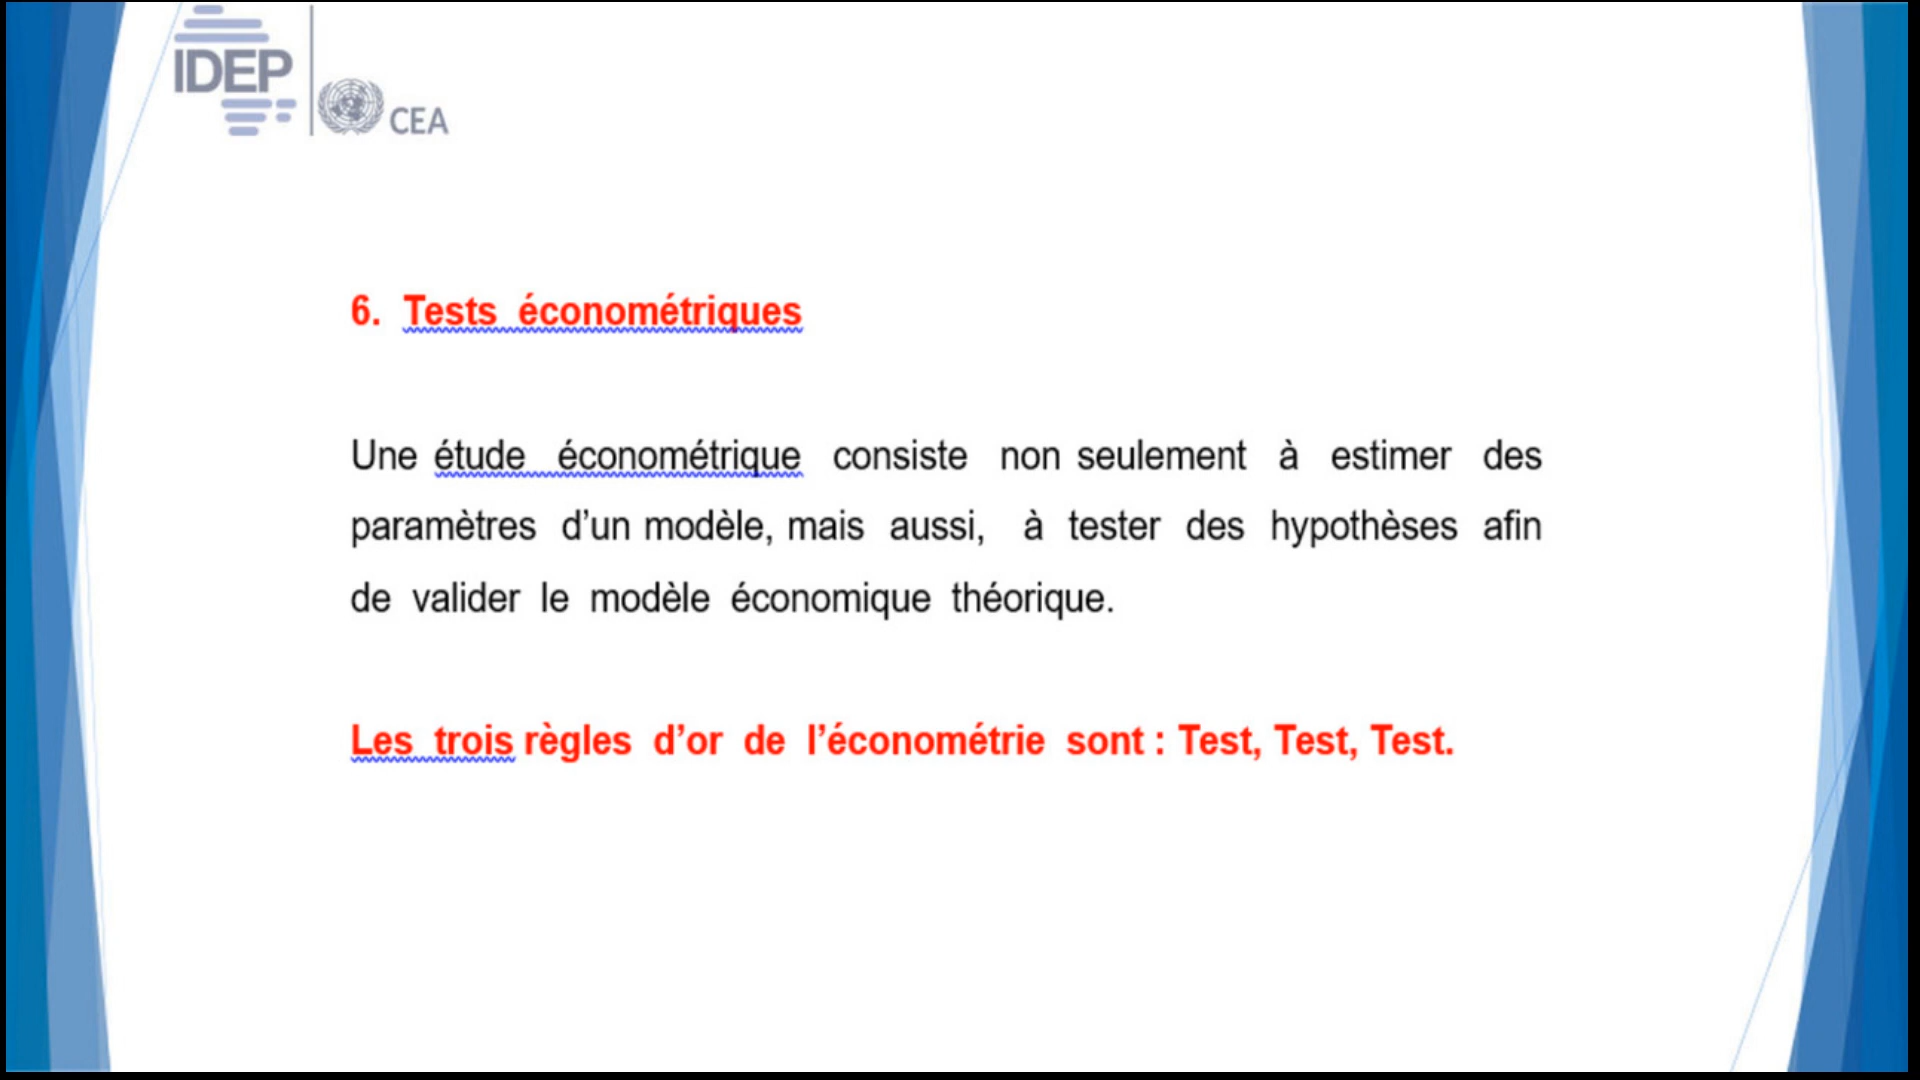 IDEP
CEA
6. Tests économétriques
Une étude économétrique consiste non seulement à estimer des
paramètres d’un modèle, mais aussi, à tester des hypothèses afin
de valider le modèle économique théorique.
Les trois règles d’or de l’économétrie sont : Test, Test, Test.